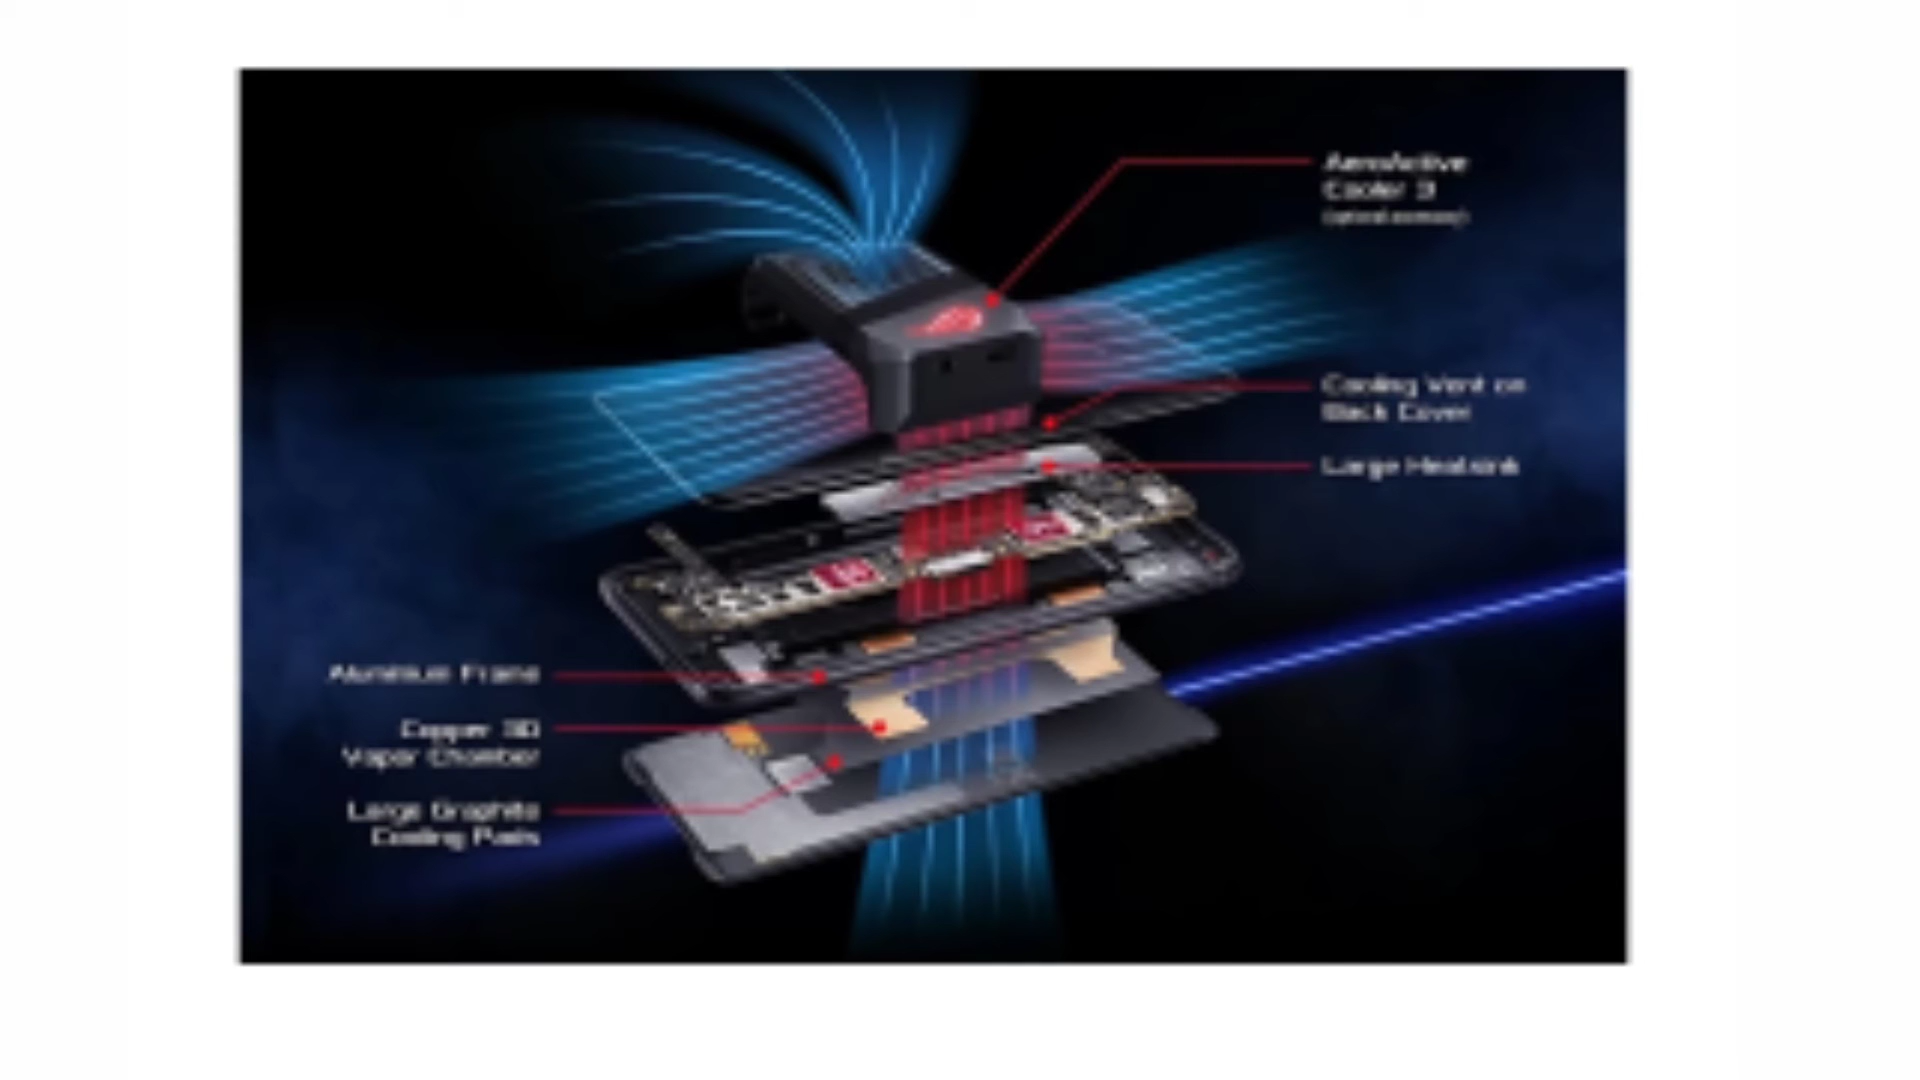 AeroActive
Cooler 3
Cooling Vent on
Back Cover
Large Heatsink
Aluminium Frame
Copper 3D
Vapor Chamber
Large Graphite
Cooling Pads